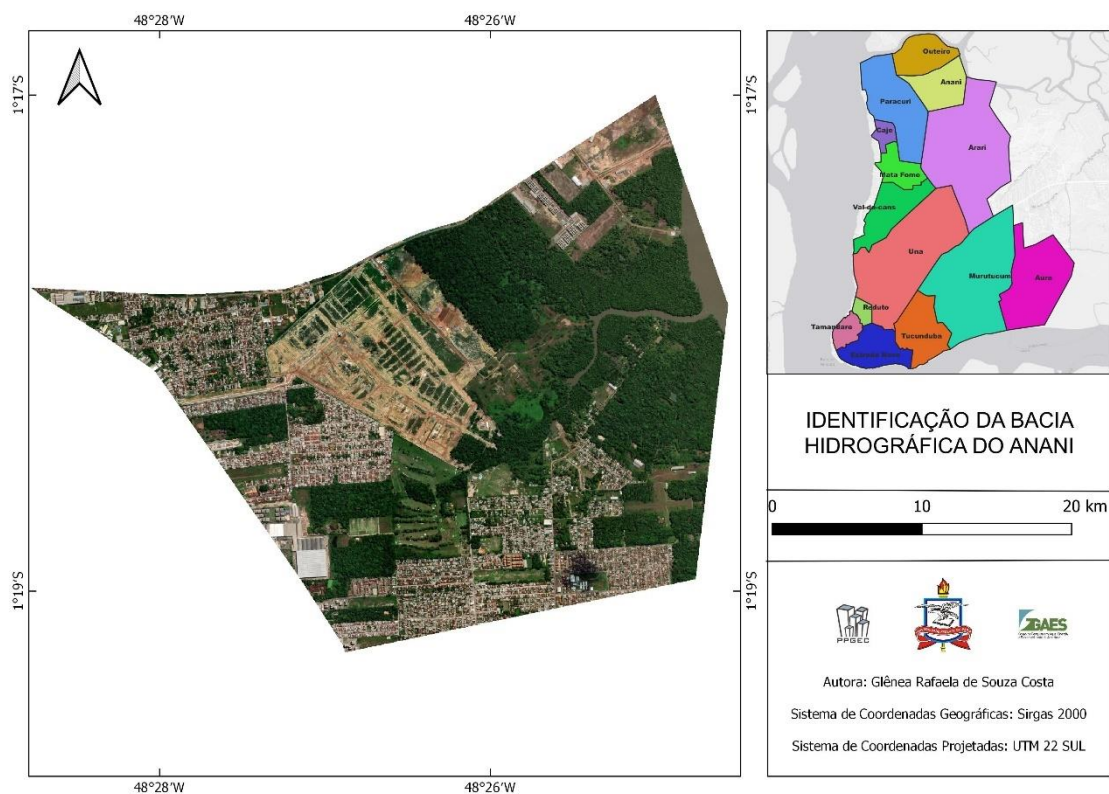 48°28'W
48°26'W
1°17'S
1°17'S
1°19'S
1°19'S
48°28'W
48°26'W
Outeiro
Anani
Paracuri
Cajé
Arari
Mata Fome
Val-de-cans
Una
Murutucum
Aura
Reduto
Tamandaré
Tucunduba
Estrada Nova
IDENTIFICAÇÃO DA BACIA
HIDROGRÁFICA DO ANANI
0 10 20 km
PPGEC
GAES
Autora: Glênea Rafaela de Souza Costa
Sistema de Coordenadas Geográficas: Sirgas 2000
Sistema de Coordenadas Projetadas: UTM 22 SUL